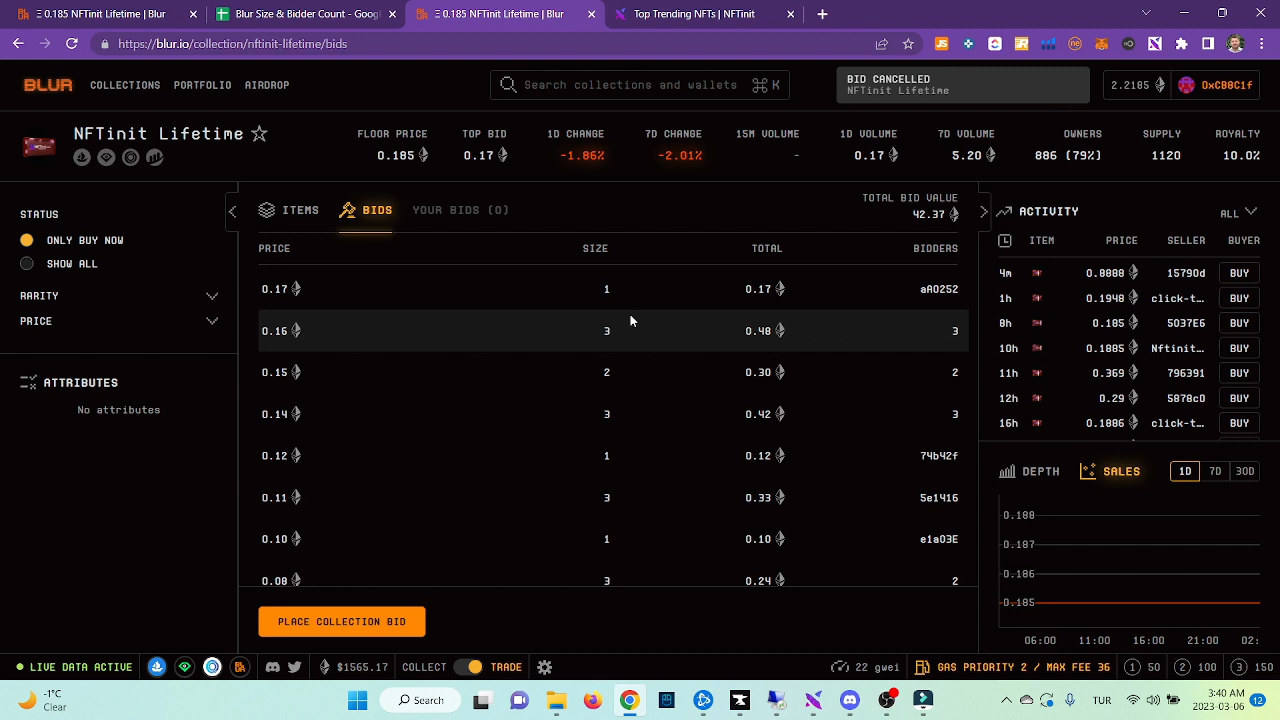 Ξ 0.185 NFTinit Lifetime | Blur
Blur Size & Bidder Count - Goog
Ξ 0.185 NFTinit Lifetime | Blur
Top Trending NFTs | NFTinit
https://blur.io/collection/nftinit-lifetime/bids
BLUR
COLLECTIONS PORTFOLIO AIRDROP
Search collections and wallets ⌘ K
BID CANCELLED
NFTinit Lifetime
2.2185
0xCB0C1f
NFTinit Lifetime
FLOOR PRICE TOP BID 1D CHANGE 7D CHANGE 15M VOLUME 1D VOLUME 7D VOLUME OWNERS SUPPLY ROYALTY
0.185 0.17 -1.86% -2.01% - 0.17 5.20 886 (79%) 1120 10.0%
STATUS
ONLY BUY NOW
SHOW ALL
RARITY
PRICE
ATTRIBUTES
No attributes
ITEMS BIDS YOUR BIDS (0)
TOTAL BID VALUE
42.37
PRICE SIZE TOTAL BIDDERS
0.17 1 0.17 aA0252
0.16 3 0.48 3
0.15 2 0.30 2
0.14 3 0.42 3
0.12 1 0.12 74b42f
0.11 3 0.33 5e1416
0.10 1 0.10 e1a03E
0.08 3 0.24 2
PLACE COLLECTION BID
ACTIVITY ALL
ITEM PRICE SELLER BUYER
4m 0.0000 15790d BUY
1h 0.1940 click-t... BUY
8h 0.185 5037E6 BUY
10h 0.1885 Nftinit... BUY
11h 0.369 796391 BUY
12h 0.29 5878c0 BUY
16h 0.1886 click-t... BUY
DEPTH SALES 1D 7D 30D
0.188
0.187
0.186
0.185
06:00 11:00 16:00 21:00 02:
LIVE DATA ACTIVE
$1565.17 COLLECT TRADE
22 gwei
GAS PRIORITY 2 / MAX FEE 36
1 50 2 100 3 150
-1°C
Clear
Search
TUR
3:40 AM
2023-03-06
12